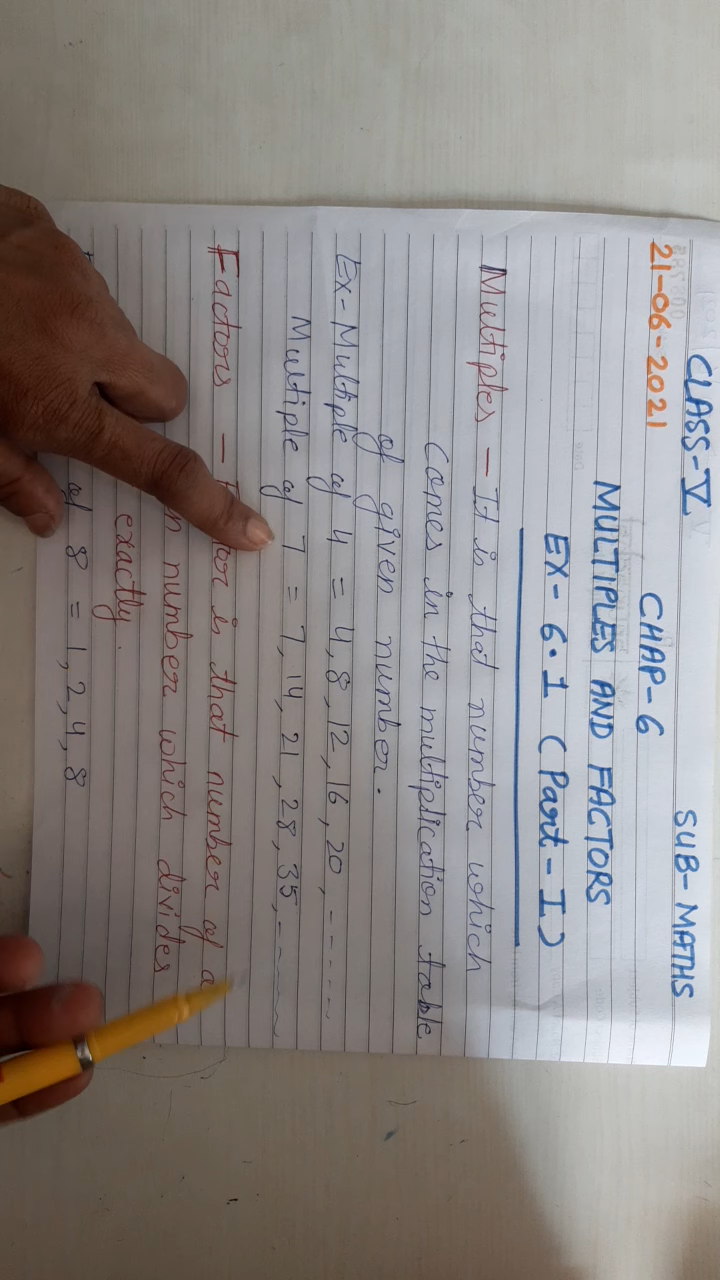 CLASS-V SUB-MATHS
21-06-2021 CHAP-6
MULTIPLES AND FACTORS
EX-6.1 (Part-I)
Multiples - It is that number which
comes in the multiplication table
of given number.
Ex-Multiple of 4 = 4, 8, 12, 16, 20, ------
Multiple of 7 = 7, 14, 21, 28, 35, -----
Factors - is that number of a
number which divides
exactly.
of 8 = 1, 2, 4, 8